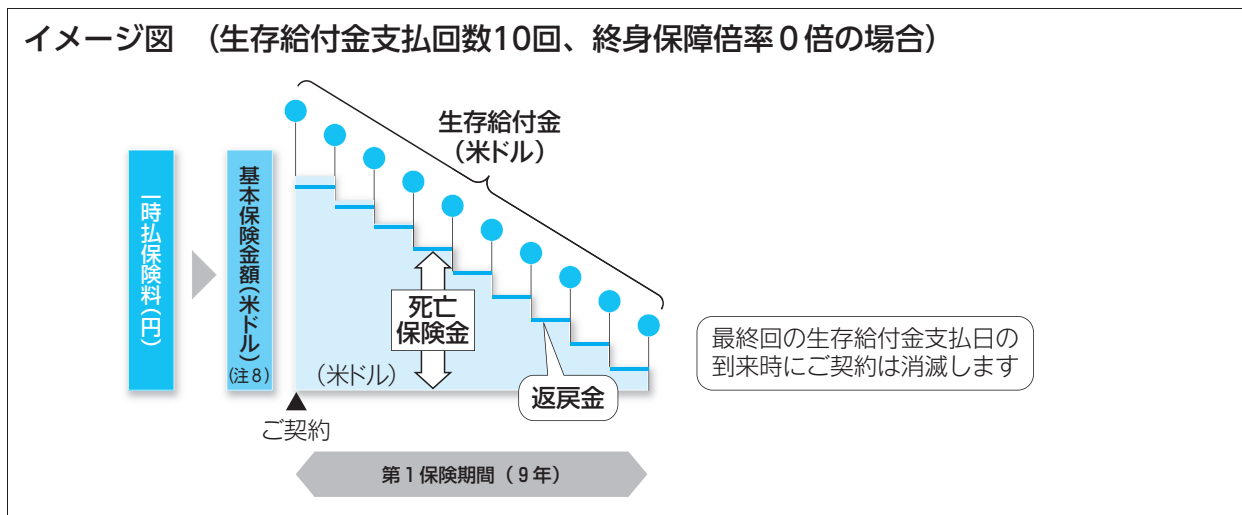 イメージ図 （生存給付金支払回数10回、終身保障倍率０倍の場合）
生存給付金
（米ドル）
一時払保険料（円）
基本保険金額（米ドル）
（注８）
死亡
保険金
（米ドル）
返戻金
最終回の生存給付金支払日の
到来時にご契約は消滅します
▲
ご契約
第１保険期間（９年）